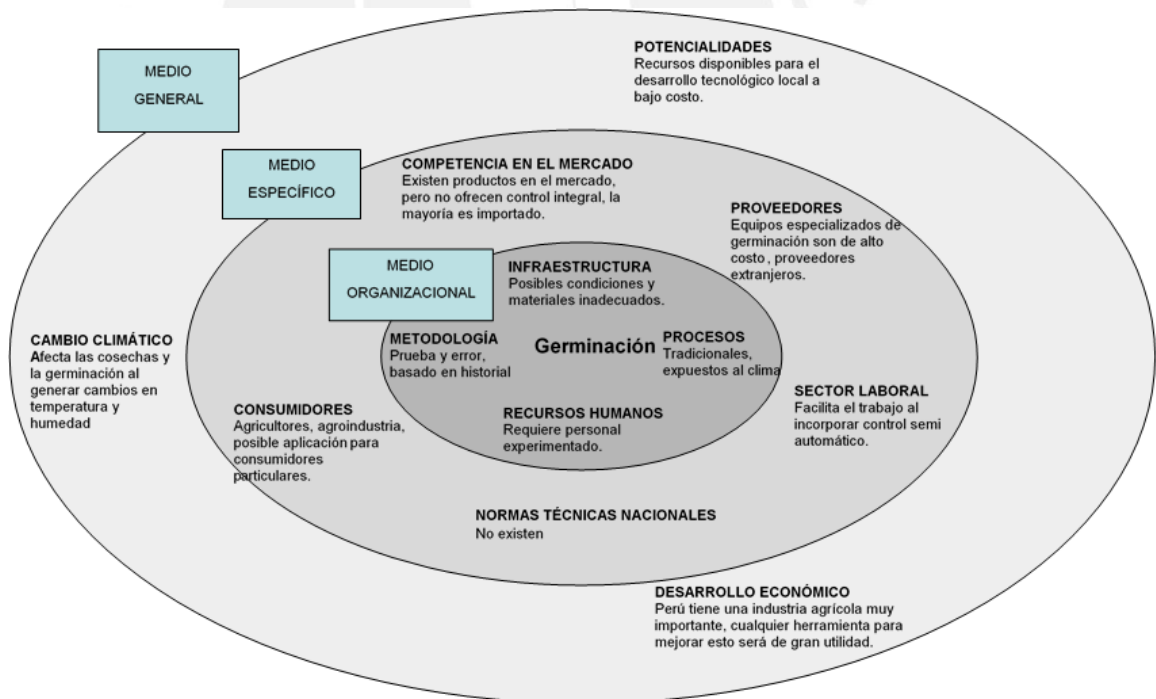 POTENCIALIDADES
Recursos disponibles para el
desarrollo tecnológico local a
bajo costo.
MEDIO
GENERAL
MEDIO
ESPECÍFICO
COMPETENCIA EN EL MERCADO
Existen productos en el mercado,
pero no ofrecen control integral, la
mayoría es importado.
PROVEEDORES
Equipos especializados de
germinación son de alto
costo , proveedores
extranjeros.
MEDIO
ORGANIZACIONAL
INFRAESTRUCTURA
Posibles condiciones y
materiales inadecuados.
CAMBIO CLIMÁTICO
Afecta las cosechas y
la germinación al
generar cambios en
temperatura y
humedad
METODOLOGÍA
Prueba y error,
basado en historial
Germinación
PROCESOS
Tradicionales,
expuestos al clima
SECTOR LABORAL
Facilita el trabajo al
incorporar control semi
automático.
CONSUMIDORES
Agricultores, agroindustria,
posible aplicación para
consumidores
particulares.
RECURSOS HUMANOS
Requiere personal
experimentado.
NORMAS TÉCNICAS NACIONALES
No existen
DESARROLLO ECONÓMICO
Perú tiene una industria agrícola muy
importante, cualquier herramienta para
mejorar esto será de gran utilidad.